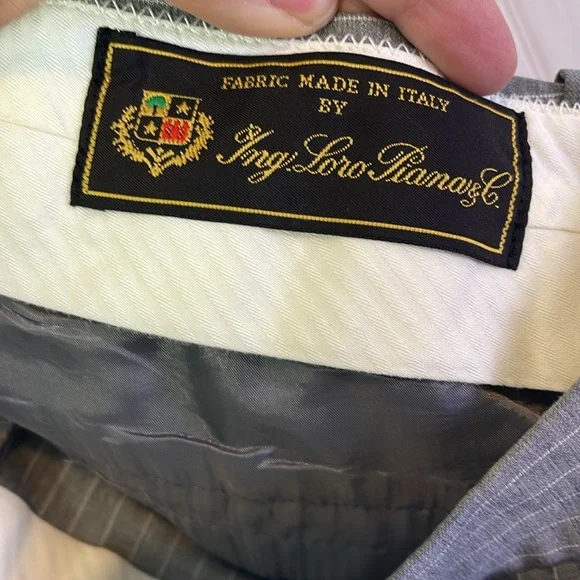 FABRIC MADE IN ITALY
BY
Ing. Loro Piana & C.